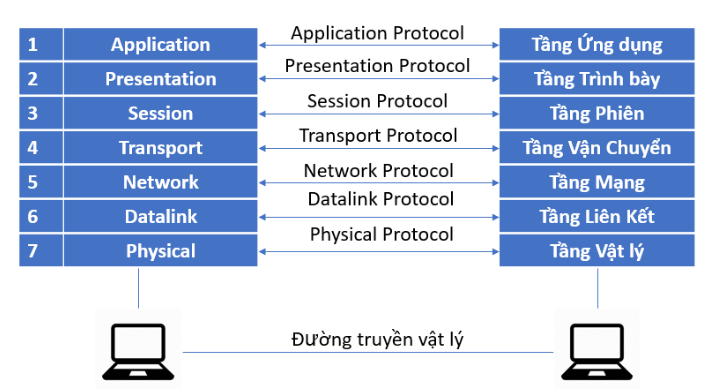 1 Application Application Protocol Tầng Ứng dụng
2 Presentation Presentation Protocol Tầng Trình bày
3 Session Session Protocol Tầng Phiên
4 Transport Transport Protocol Tầng Vận Chuyển
5 Network Network Protocol Tầng Mạng
6 Datalink Datalink Protocol Tầng Liên Kết
7 Physical Physical Protocol Tầng Vật lý
Đường truyền vật lý